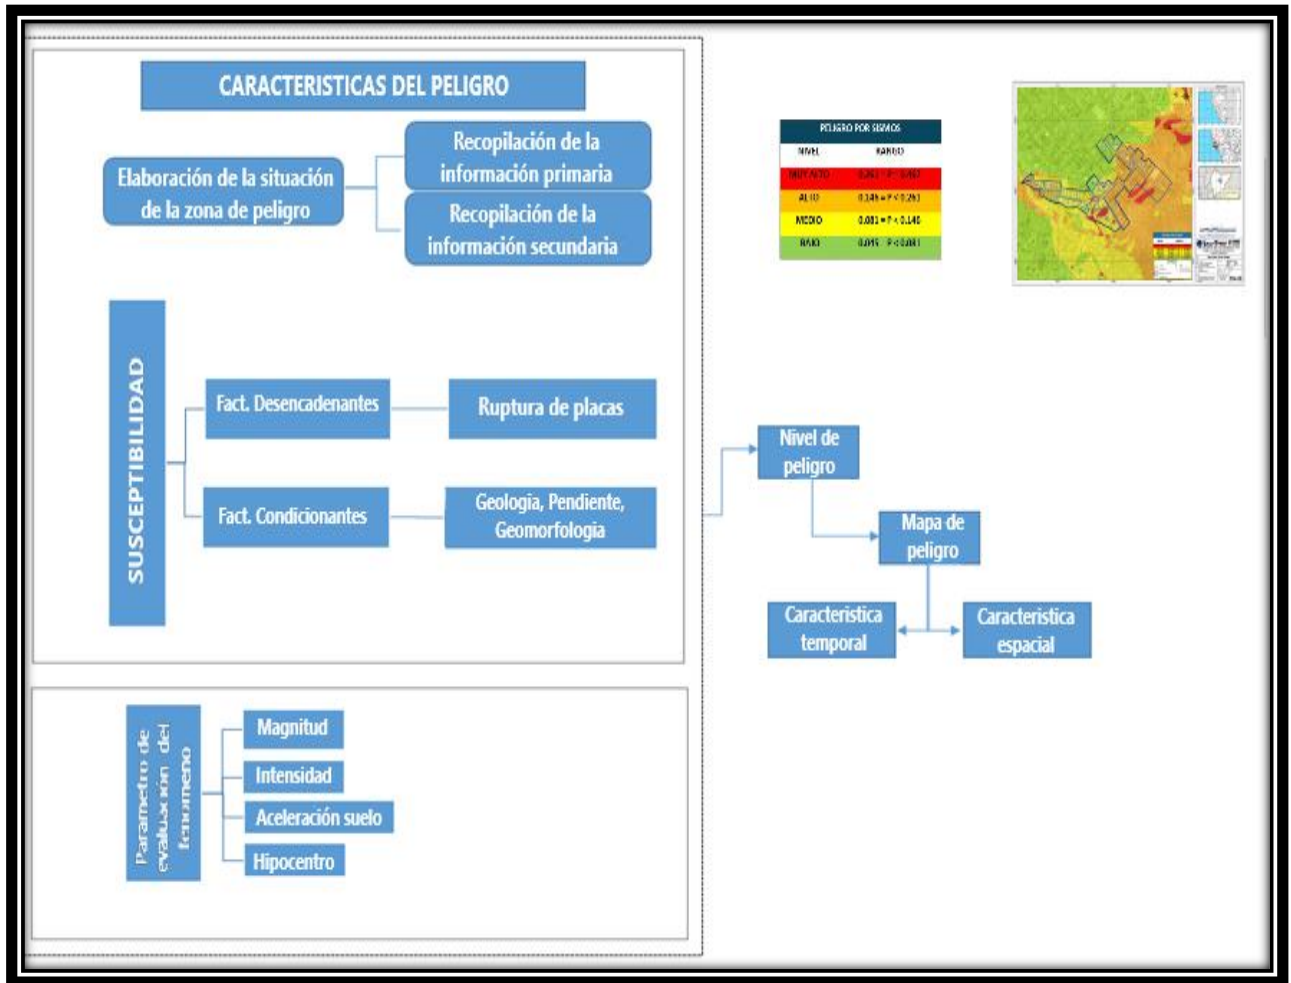 CARACTERISTICAS DEL PELIGRO
Elaboración de la situación
de la zona de peligro
Recopilación de la
información primaria
Recopilación de la
información secundaria
SUSCEPTIBILIDAD
Fact. Desencadenantes
Ruptura de placas
Fact. Condicionantes
Geologia, Pendiente,
Geomorfologia
Parametro de
evaluación del
fenomeno
Magnitud
Intensidad
Aceleración suelo
Hipocentro
PELIGRO POR SISMOS
NIVEL RANGO
MUY ALTO
ALTO
MEDIO
BAJO
Nivel de
peligro
Mapa de
peligro
Caracteristica
temporal
Caracteristica
espacial